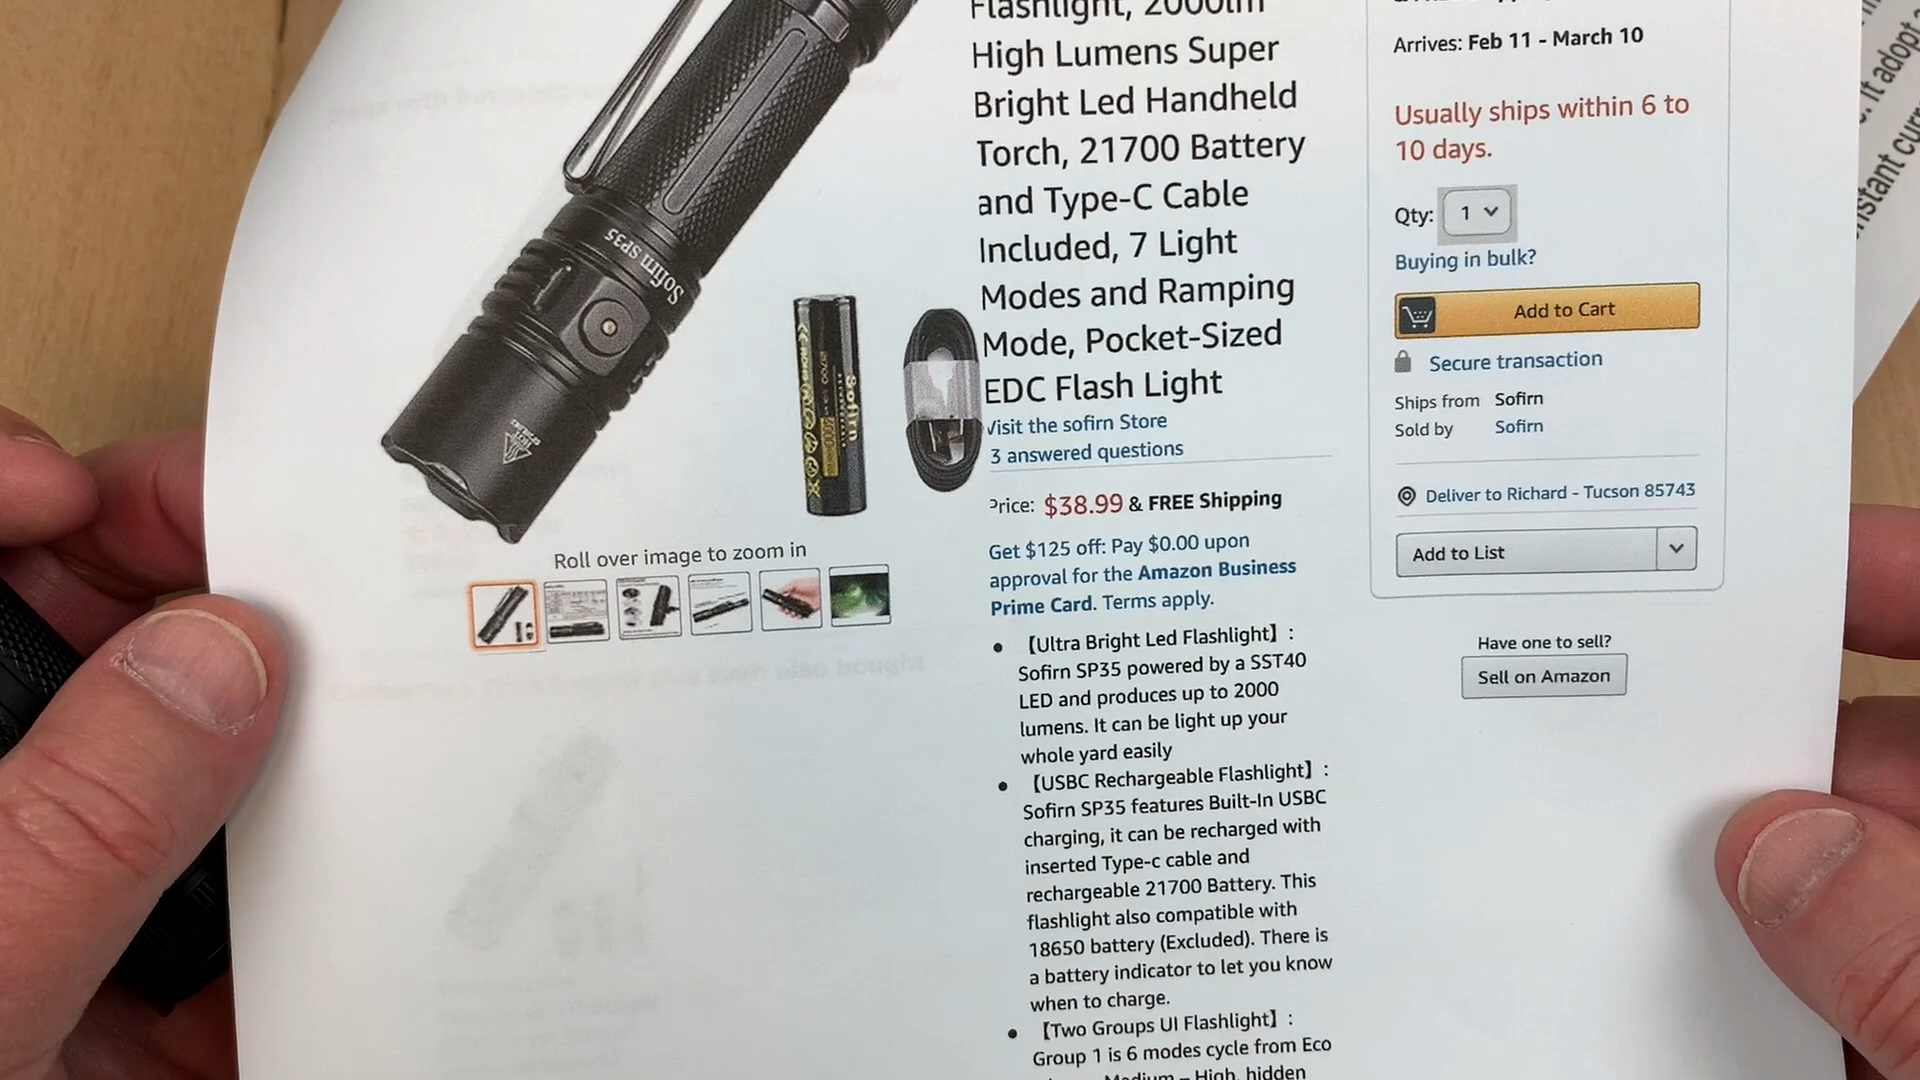 Flashlight, 2000lm
High Lumens Super
Bright Led Handheld
Torch, 21700 Battery
and Type-C Cable
Included, 7 Light
Modes and Ramping
Mode, Pocket-Sized
EDC Flash Light
Visit the sofirn Store
3 answered questions
Price: $38.99 & FREE Shipping
Get $125 off: Pay $0.00 upon
approval for the Amazon Business
Prime Card. Terms apply.
【Ultra Bright Led Flashlight】:
Sofirn SP35 powered by a SST40
LED and produces up to 2000
lumens. It can be light up your
whole yard easily
【USBC Rechargeable Flashlight】:
Sofirn SP35 features Built-In USBC
charging, it can be recharged with
inserted Type-c cable and
rechargeable 21700 Battery. This
flashlight also compatible with
18650 battery (Excluded). There is
a battery indicator to let you know
when to charge.
【Two Groups UI Flashlight】:
Group 1 is 6 modes cycle from Eco
Medium – High, hidden
Arrives: Feb 11 - March 10
Usually ships within 6 to
10 days.
Qty: 1
Buying in bulk?
Add to Cart
Secure transaction
Ships from Sofirn
Sold by Sofirn
Deliver to Richard - Tucson 85743
Add to List
Have one to sell?
Sell on Amazon
Sofirn SP35
Sofirn
Roll over image to zoom in
it adopt